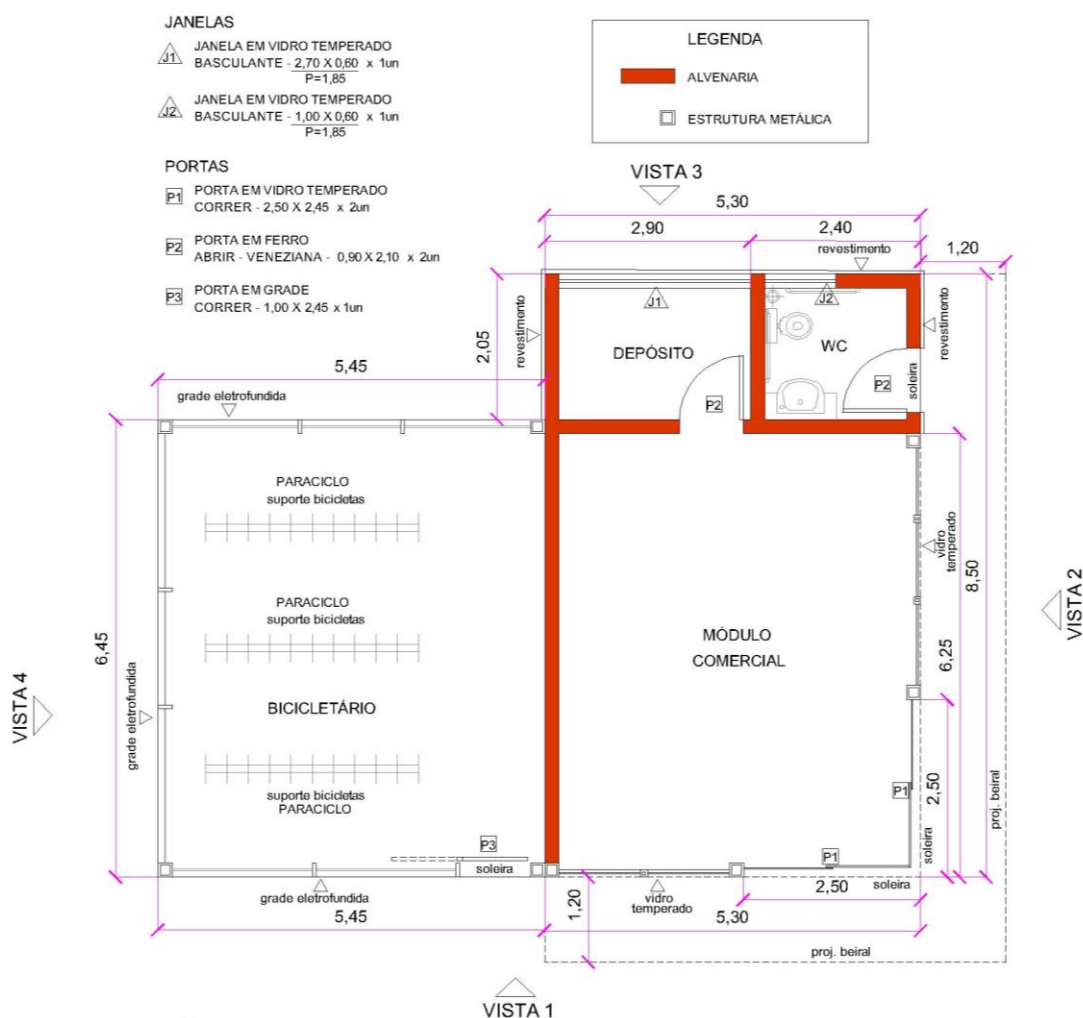 JANELAS
J1
JANELA EM VIDRO TEMPERADO
BASCULANTE - 2,70 X 0,60 x 1un
P=1,85
J2
JANELA EM VIDRO TEMPERADO
BASCULANTE - 1,00 X 0,60 x 1un
P=1,85
PORTAS
P1
PORTA EM VIDRO TEMPERADO
CORRER - 2,50 X 2,45 x 2un
P2
PORTA EM FERRO
ABRIR - VENEZIANA - 0,90 X 2,10 x 2un
P3
PORTA EM GRADE
CORRER - 1,00 X 2,45 x 1un
LEGENDA
ALVENARIA
ESTRUTURA METÁLICA
VISTA 3
5,30
2,90
2,40
revestimento
1,20
revestimento
2,05
J1
J2
revestimento
DEPÓSITO
WC
P2
P2
soleira
5,45
grade eletrofundida
PARACICLO
suporte bicicletas
PARACICLO
suporte bicicletas
BICICLETÁRIO
suporte bicicletas
PARACICLO
6,45
grade eletrofundida
VISTA 4
P3
soleira
grade eletrofundida
5,45
MÓDULO
COMERCIAL
vidro
temperado
8,50
6,25
2,50
VISTA 2
P1
P1
soleira
soleira
proj. beiral
vidro
temperado
2,50
1,20
5,30
proj. beiral
VISTA 1